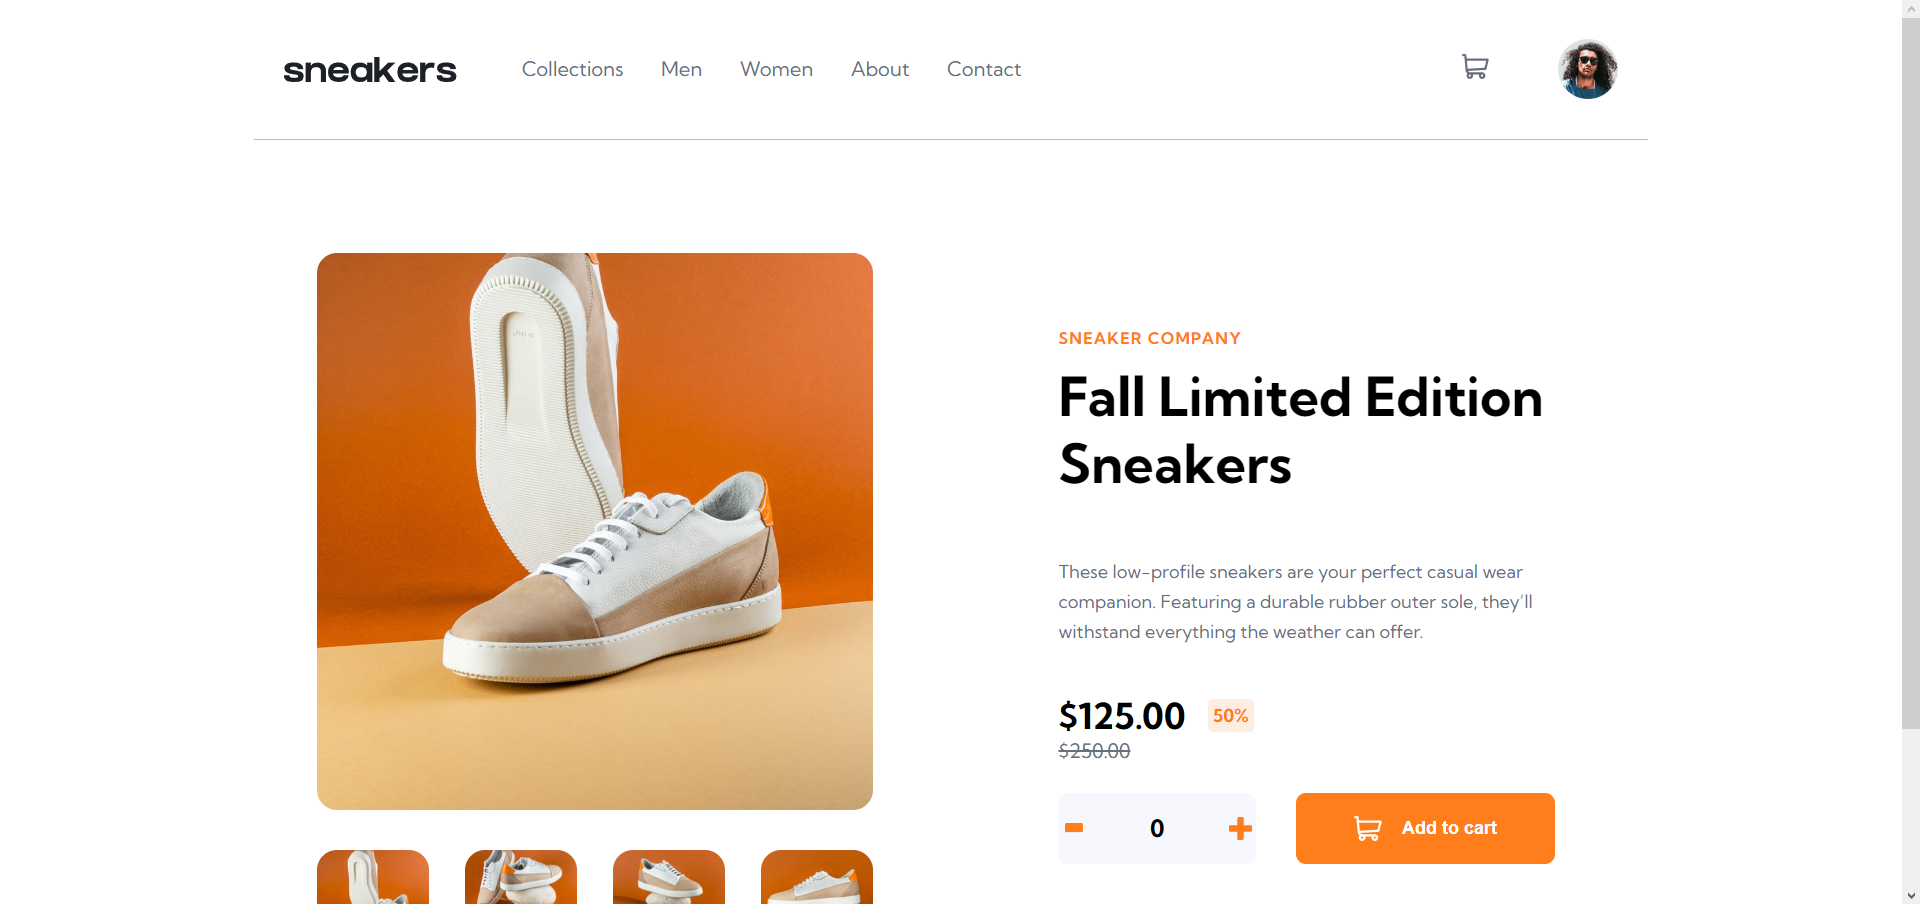 sneakers
Collections Men Women About Contact
SNEAKER COMPANY
Fall Limited Edition
Sneakers
These low-profile sneakers are your perfect casual wear
companion. Featuring a durable rubber outer sole, they'll
withstand everything the weather can offer.
$125.00 50%
$250.00
0
Add to cart